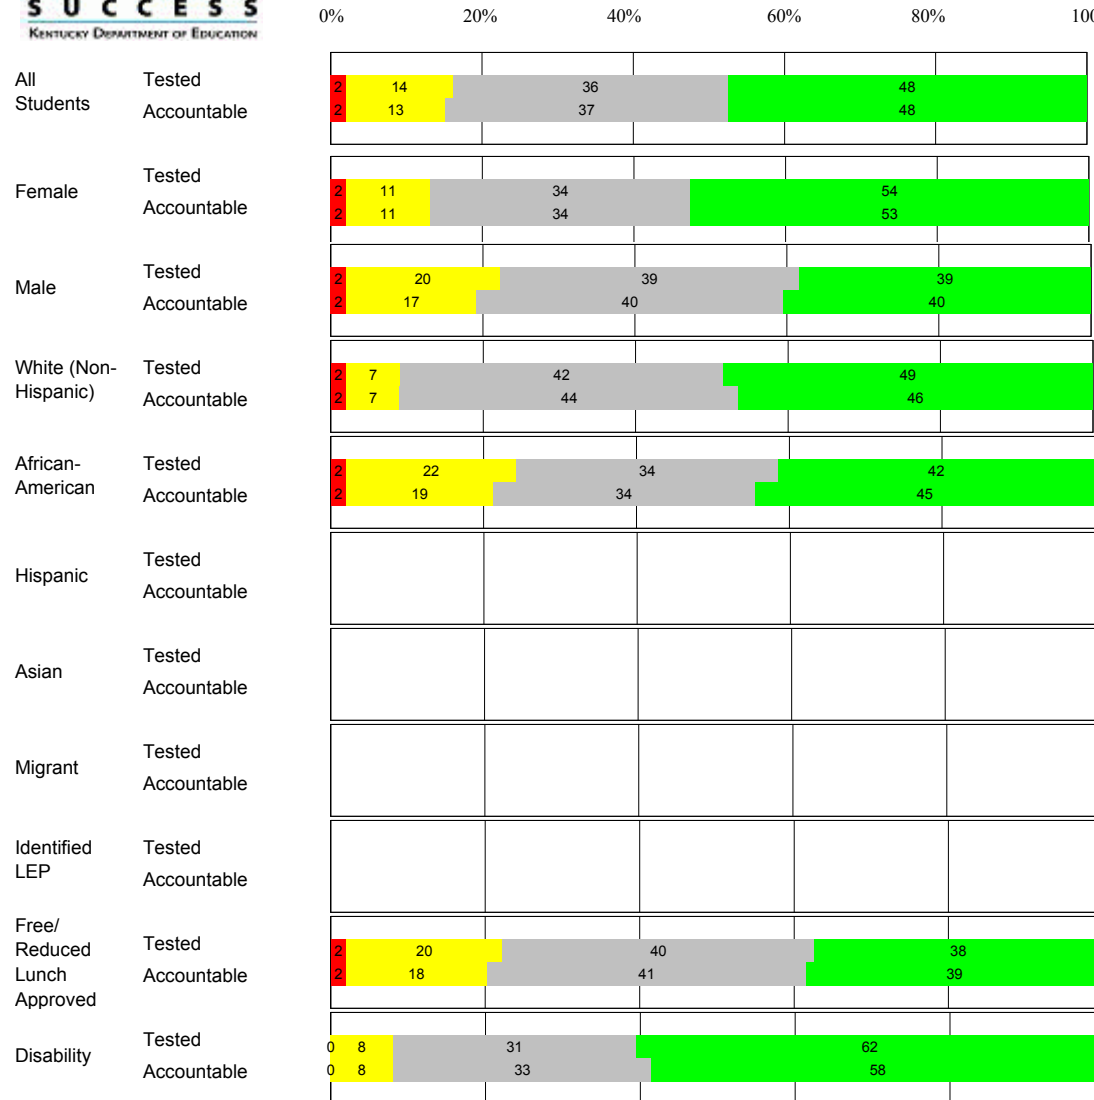 SUCCESS
KENTUCKY DEPARTMENT OF EDUCATION
0% 20% 40% 60% 80% 100
All Students Tested 2 14 36 48
Accountable 2 13 37 48
Female Tested 2 11 34 54
Accountable 2 11 34 53
Male Tested 2 20 39 39
Accountable 2 17 40 40
White (Non-Hispanic) Tested 2 7 42 49
Accountable 2 7 44 46
African-American Tested 2 22 34 42
Accountable 2 19 34 45
Hispanic Tested
Accountable
Asian Tested
Accountable
Migrant Tested
Accountable
Identified LEP Tested
Accountable
Free/ Reduced Lunch Approved Tested 2 20 40 38
Accountable 2 18 41 39
Disability Tested 0 8 31 62
Accountable 0 8 33 58